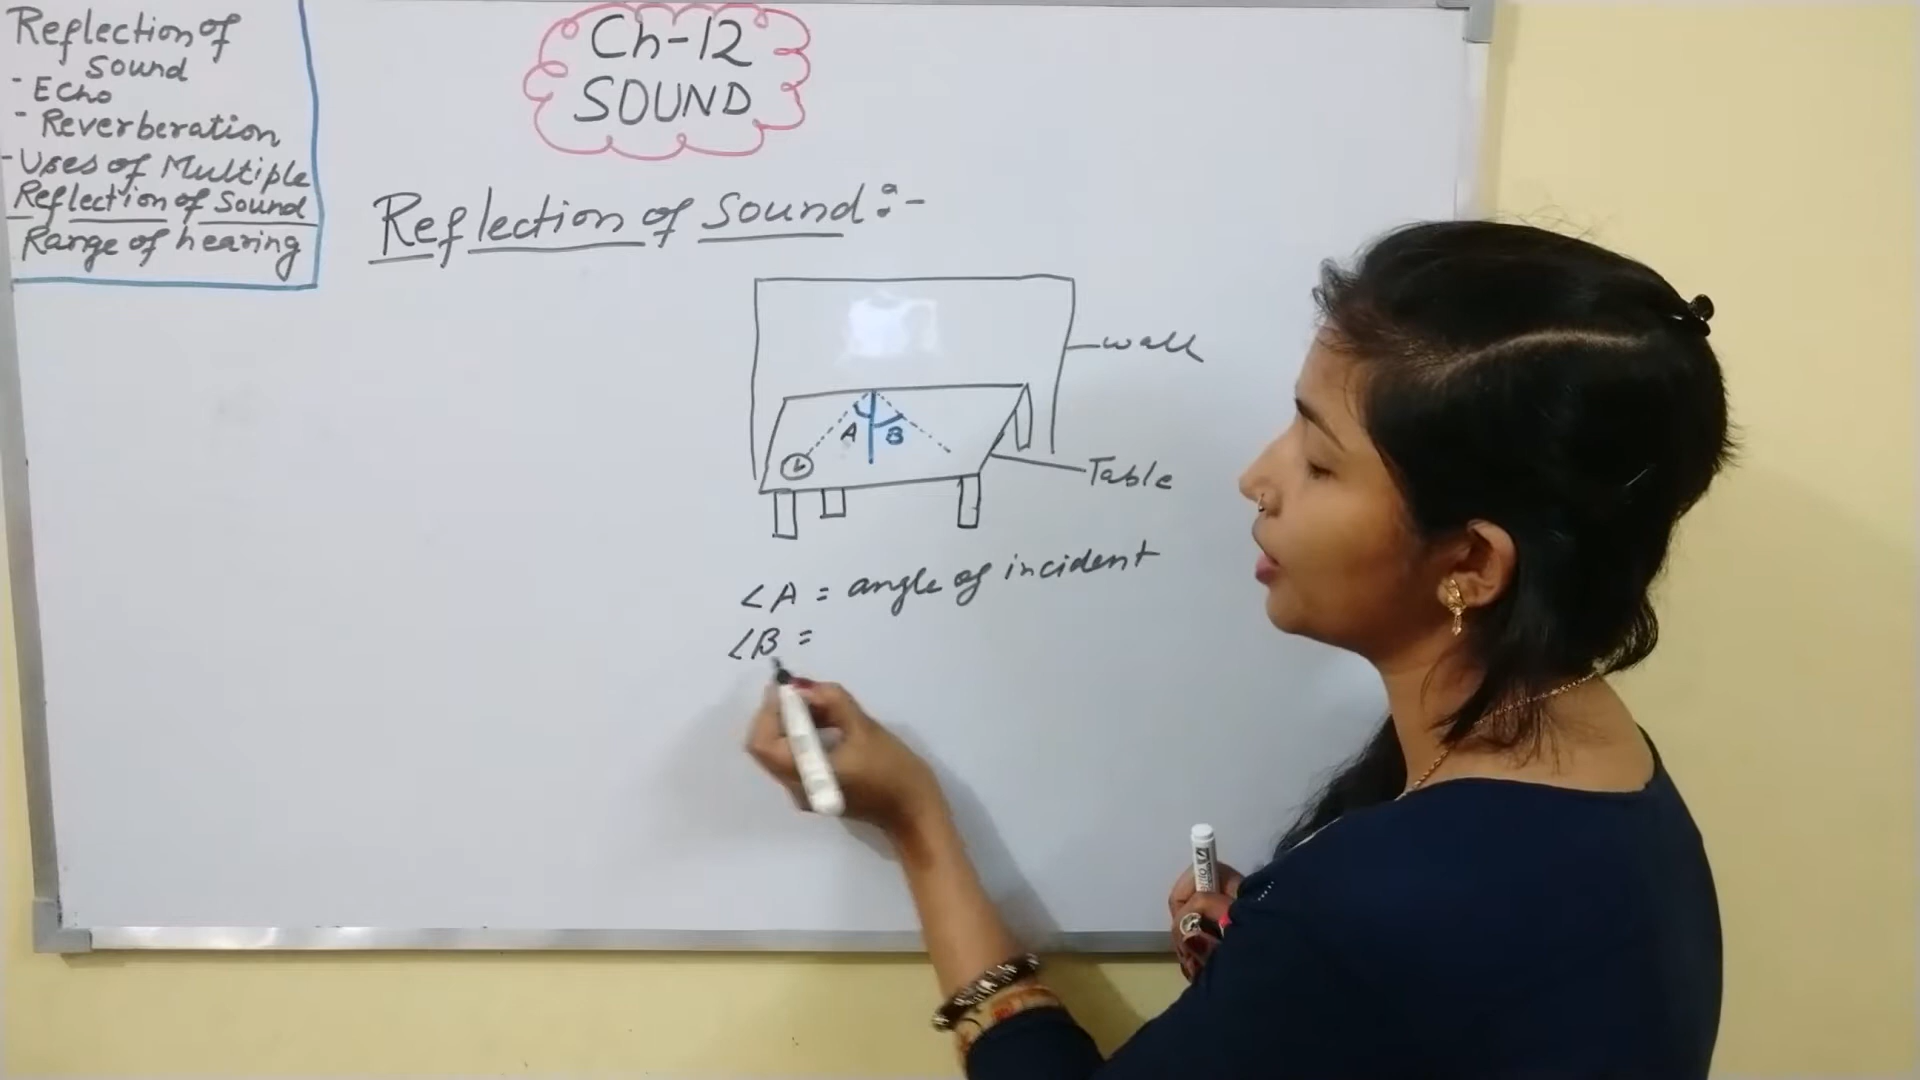 Reflection of
Sound
- Echo
- Reverberation
- Uses of Multiple
Reflection of Sound
Range of hearing
Ch-12
SOUND
Reflection of sound:-
wall
A
B
Table
∠A = angle of incident
∠B =